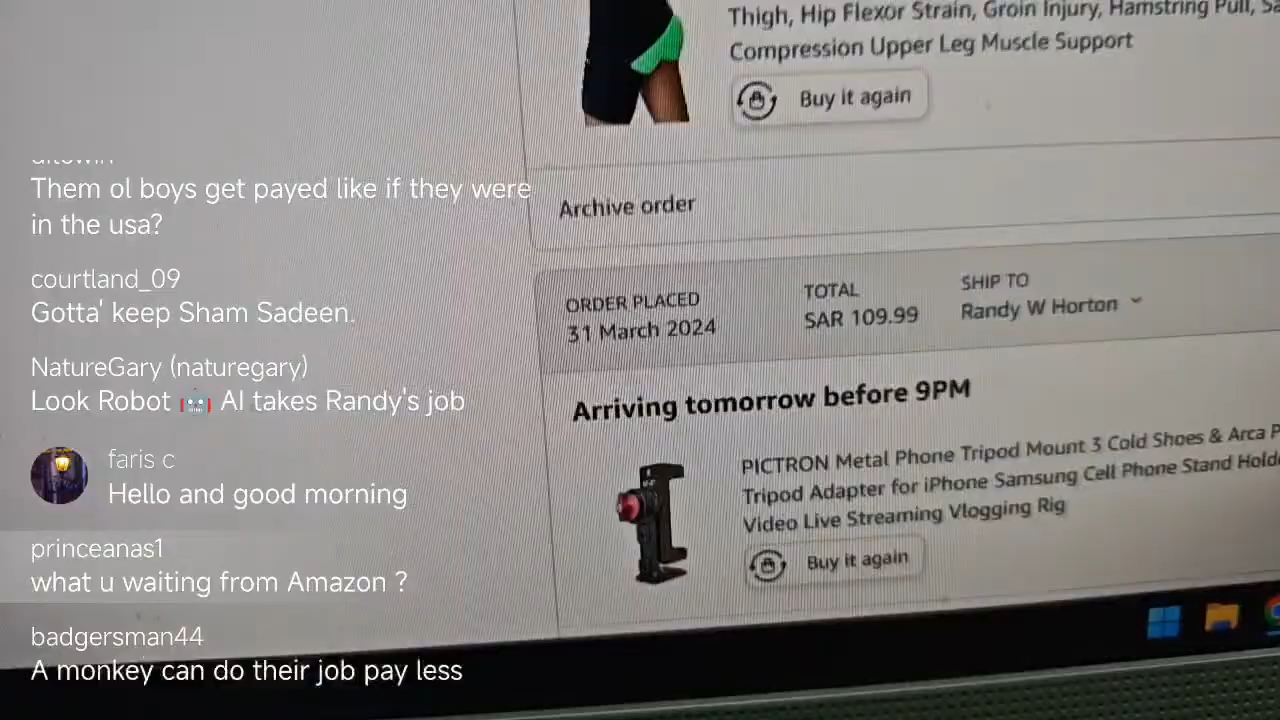 Thigh, Hip Flexor Strain, Groin Injury, Hamstring Pull,
Compression Upper Leg Muscle Support
Buy it again
Archive order
ORDER PLACED
31 March 2024
TOTAL
SAR 109.99
SHIP TO
Randy W Horton
Arriving tomorrow before 9PM
PICTRON Metal Phone Tripod Mount 3 Cold Shoes & Arca
Tripod Adapter for iPhone Samsung Cell Phone Stand
Video Live Streaming Vlogging Rig
Buy it again
Them ol boys get payed like if they were
in the usa?
courtland_09
Gotta' keep Sham Sadeen.
NatureGary (naturegary)
Look Robot 🤖 AI takes Randy's job
faris c
Hello and good morning
princeanas1
what u waiting from Amazon ?
badgersman44
A monkey can do their job pay less